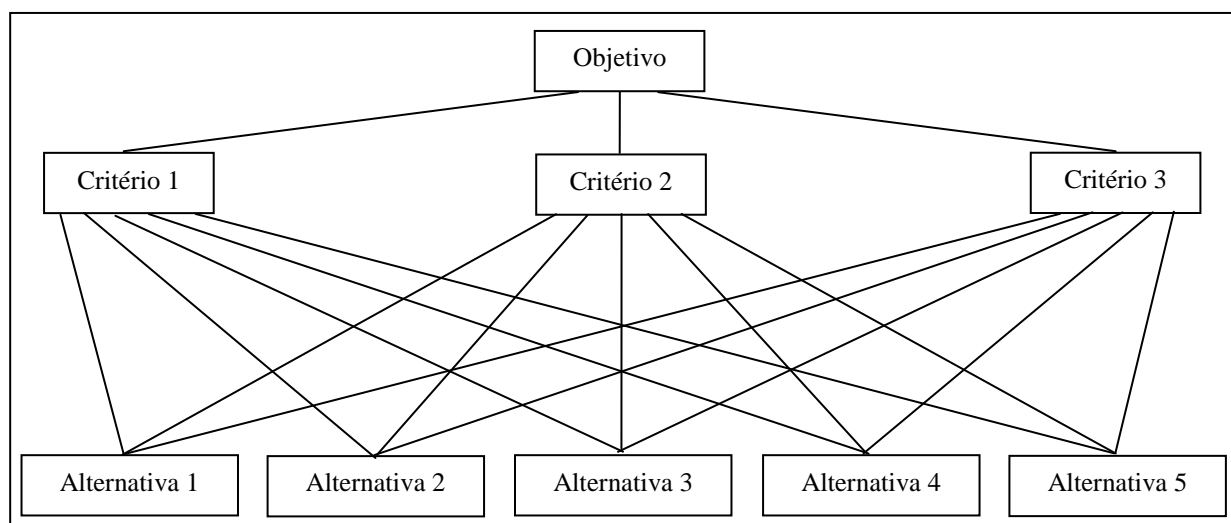 Objetivo
Critério 1
Critério 2
Critério 3
Alternativa 1
Alternativa 2
Alternativa 3
Alternativa 4
Alternativa 5